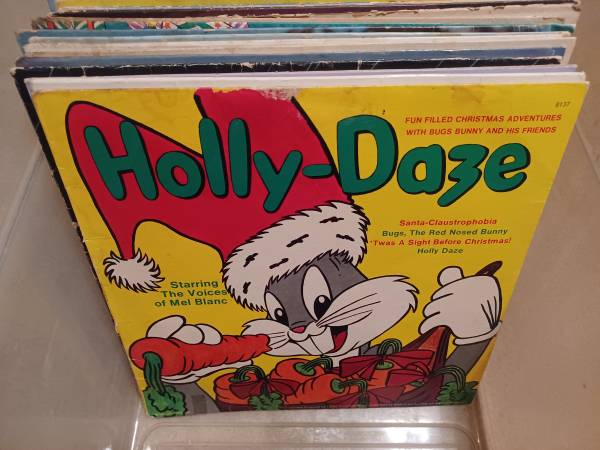 8137
FUN FILLED CHRISTMAS ADVENTURES
WITH BUGS BUNNY AND HIS FRIENDS
Holly-Daze
Santa-Claustrophobia
Bugs, The Red Nosed Bunny
'Twas A Sight Before Christmas!
Holly Daze
Starring
The Voices
of Mel Blanc